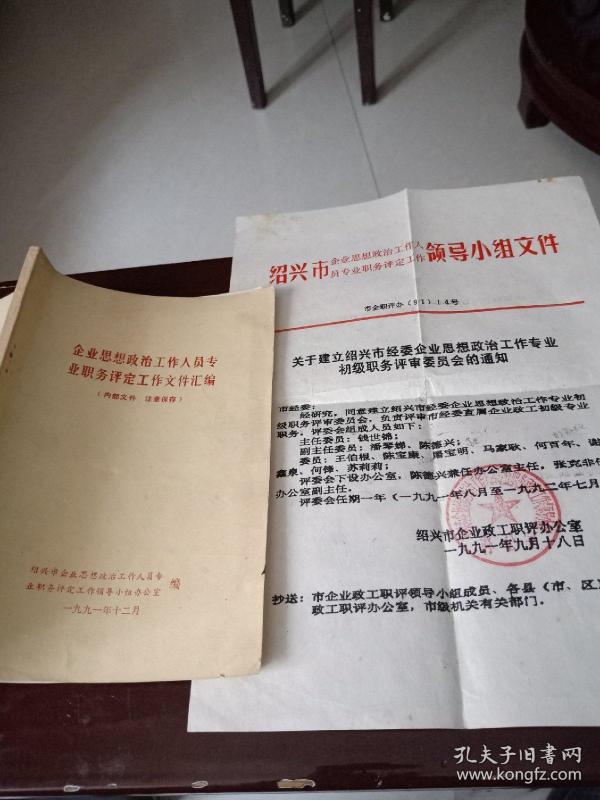 企业思想政治工作人员专
业职务评定工作文件汇编
（内部文件 注意保存）
绍兴市企业思想政治工作人员专
业职务评定工作领导小组办公室 编
一九九一年十二月
绍兴市企业思想政治工作人员专业职务评定工作领导小组文件
市企职评办（91）14号
关于建立绍兴市经委企业思想政治工作专业
初级职务评审委员会的通知
市经委：
经研究，同意建立绍兴市经委企业思想政治工作专业初
级职务评审委员会，负责评审市经委直属企业政工初级专业
职务。评委会组成人员如下：
主任委员：钱世锦；
副主任委员：潘琴娣、陈德兴；
委员：王伯根、陈宝康、屠宝明、马家耿、何百年、谢
鑫泉、何锋、苏莉莉；
评委会下设办公室，陈德兴兼任办公室主任。张克非任
办公室副主任。
评委会任期一年（一九九一年八月至一九九二年七月
绍兴市企业政工职评办公室
一九九一年九月十八日
抄送：市企业政工职评领导小组成员、各县（市、区）
政工职评办公室，市级机关有关部门。
孔夫子旧书网
www.kongfz.com